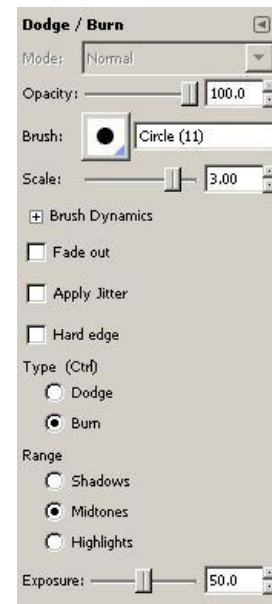 Dodge / Burn
Mode: Normal
Opacity: 100.0
Brush: Circle (11)
Scale: 3.00
Brush Dynamics
Fade out
Apply Jitter
Hard edge
Type (Ctrl)
Dodge
Burn
Range
Shadows
Midtones
Highlights
Exposure: 50.0